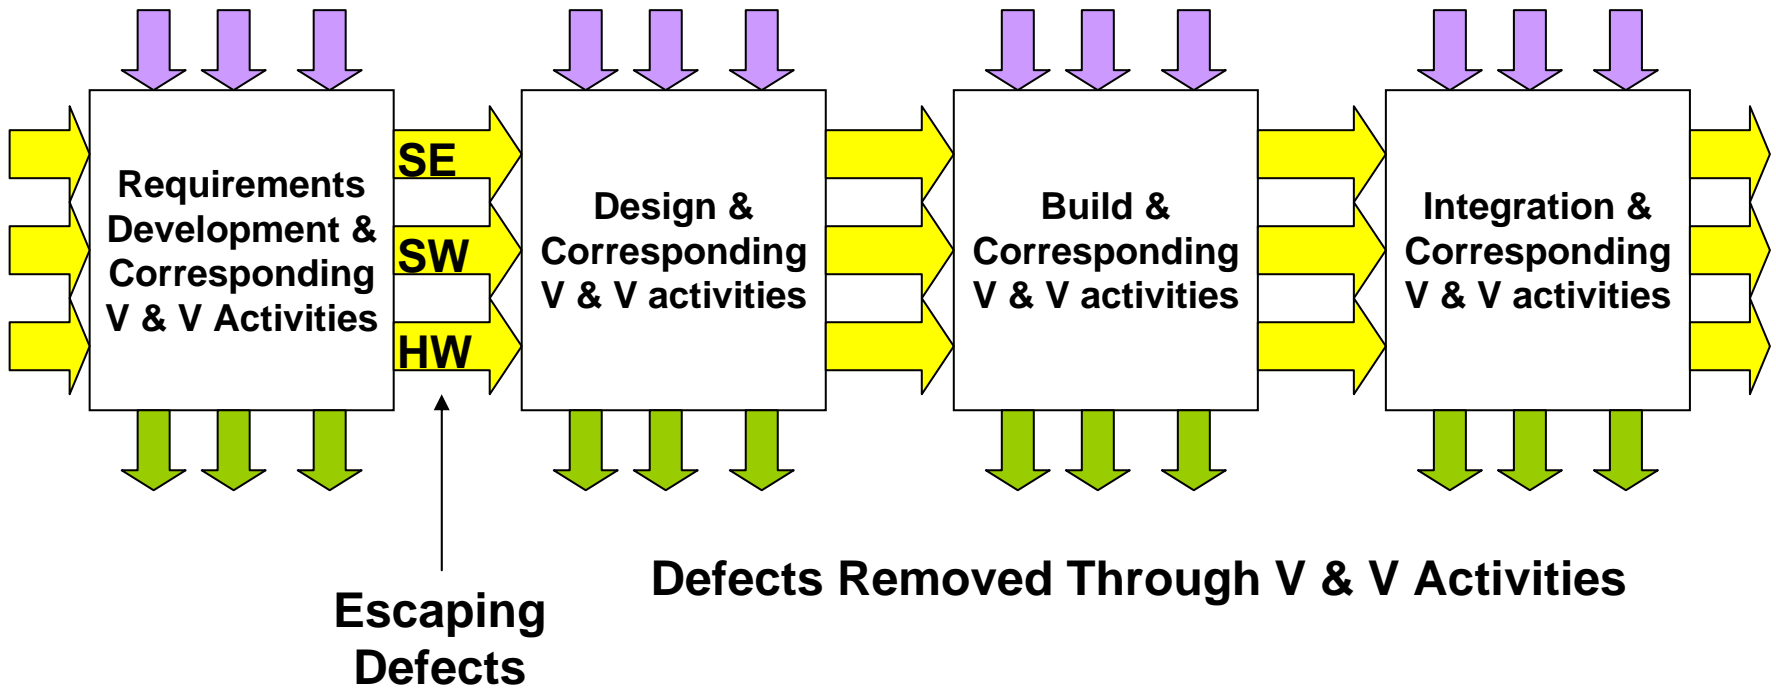 Requirements
Development &
Corresponding
V & V Activities
SE
SW
HW
Design &
Corresponding
V & V activities
Build &
Corresponding
V & V activities
Integration &
Corresponding
V & V activities
Escaping
Defects
Defects Removed Through V & V Activities